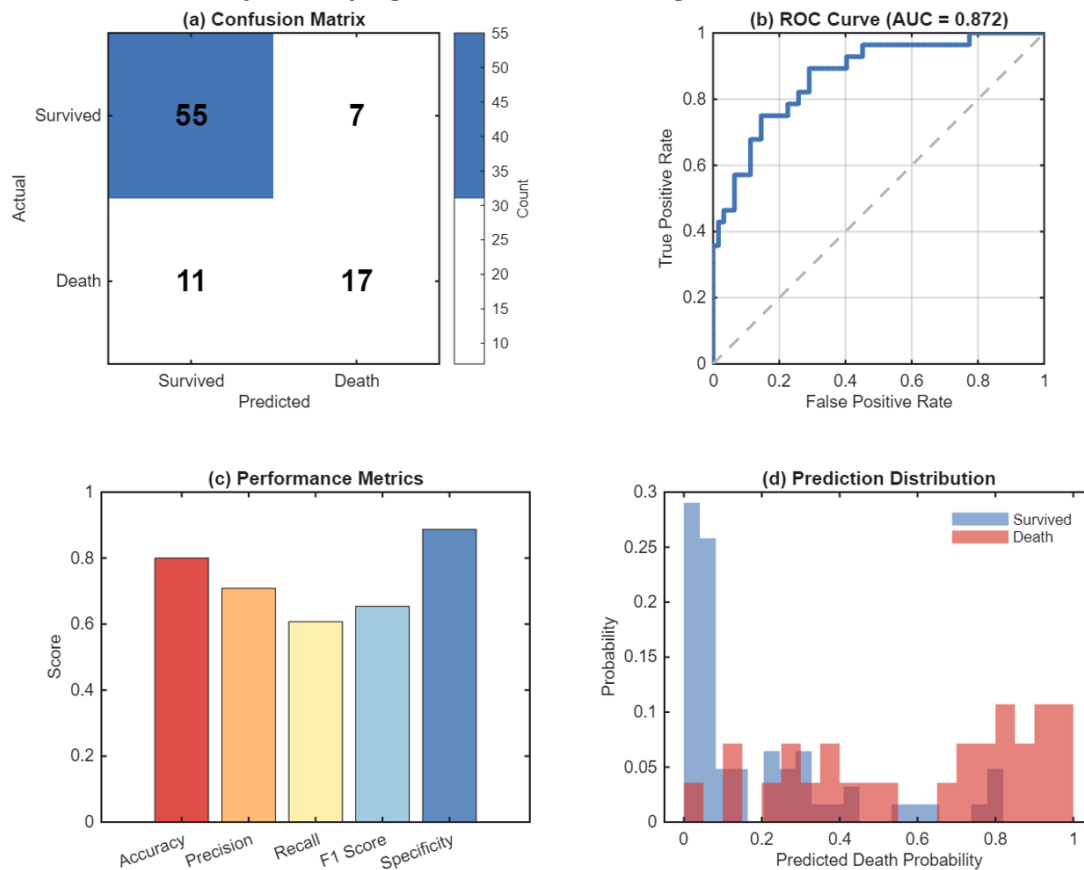 (a) Confusion Matrix
Survived
Death
Actual
55
7
11
17
Survived
Death
Predicted
55
50
45
40
35
30
25
20
15
10
Count
(b) ROC Curve (AUC = 0.872)
1
0.8
0.6
0.4
0.2
0
True Positive Rate
0
0.2
0.4
0.6
0.8
1
False Positive Rate
(c) Performance Metrics
1
0.8
0.6
0.4
0.2
0
Score
Accuracy
Precision
Recall
F1 Score
Specificity
(d) Prediction Distribution
0.3
0.25
0.2
0.15
0.1
0.05
0
Probability
Survived
Death
0
0.2
0.4
0.6
0.8
1
Predicted Death Probability